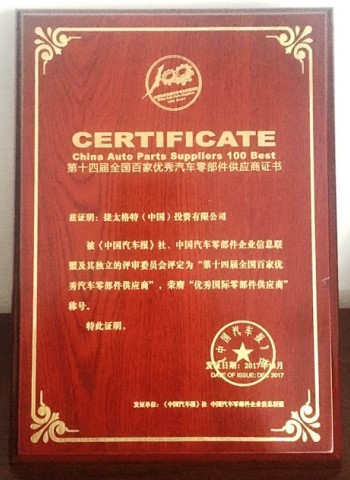 CERTIFICATE
China Auto Parts Suppliers 100 Best
第十四届全国百家优秀汽车零部件供应商证书
兹证明：捷太格特（中国）投资有限公司
被《中国汽车报》社、中国汽车零部件企业信息联
盟及其独立的评审委员会评定为“第十四届全国百家优
秀汽车零部件供应商”，荣膺“优秀国际零部件供应商”
称号。
特此证明。
《中国汽车报》社
发证日期：2017年12月
DATE OF ISSUE: DEC 2017
发证单位：《中国汽车报》社 中国汽车零部件企业信息联盟